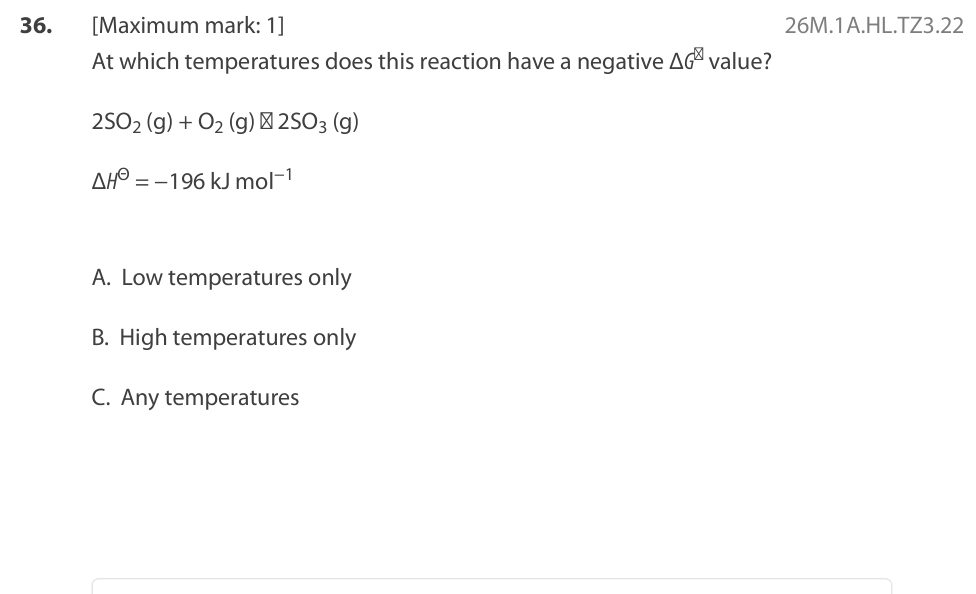 36. [Maximum mark: 1] 26M.1A.HL.TZ3.22
At which temperatures does this reaction have a negative ΔG☒ value?
2SO₂ (g) + O₂ (g) ☒ 2SO₃ (g)
ΔH⊖ = −196 kJ mol⁻¹
A. Low temperatures only
B. High temperatures only
C. Any temperatures